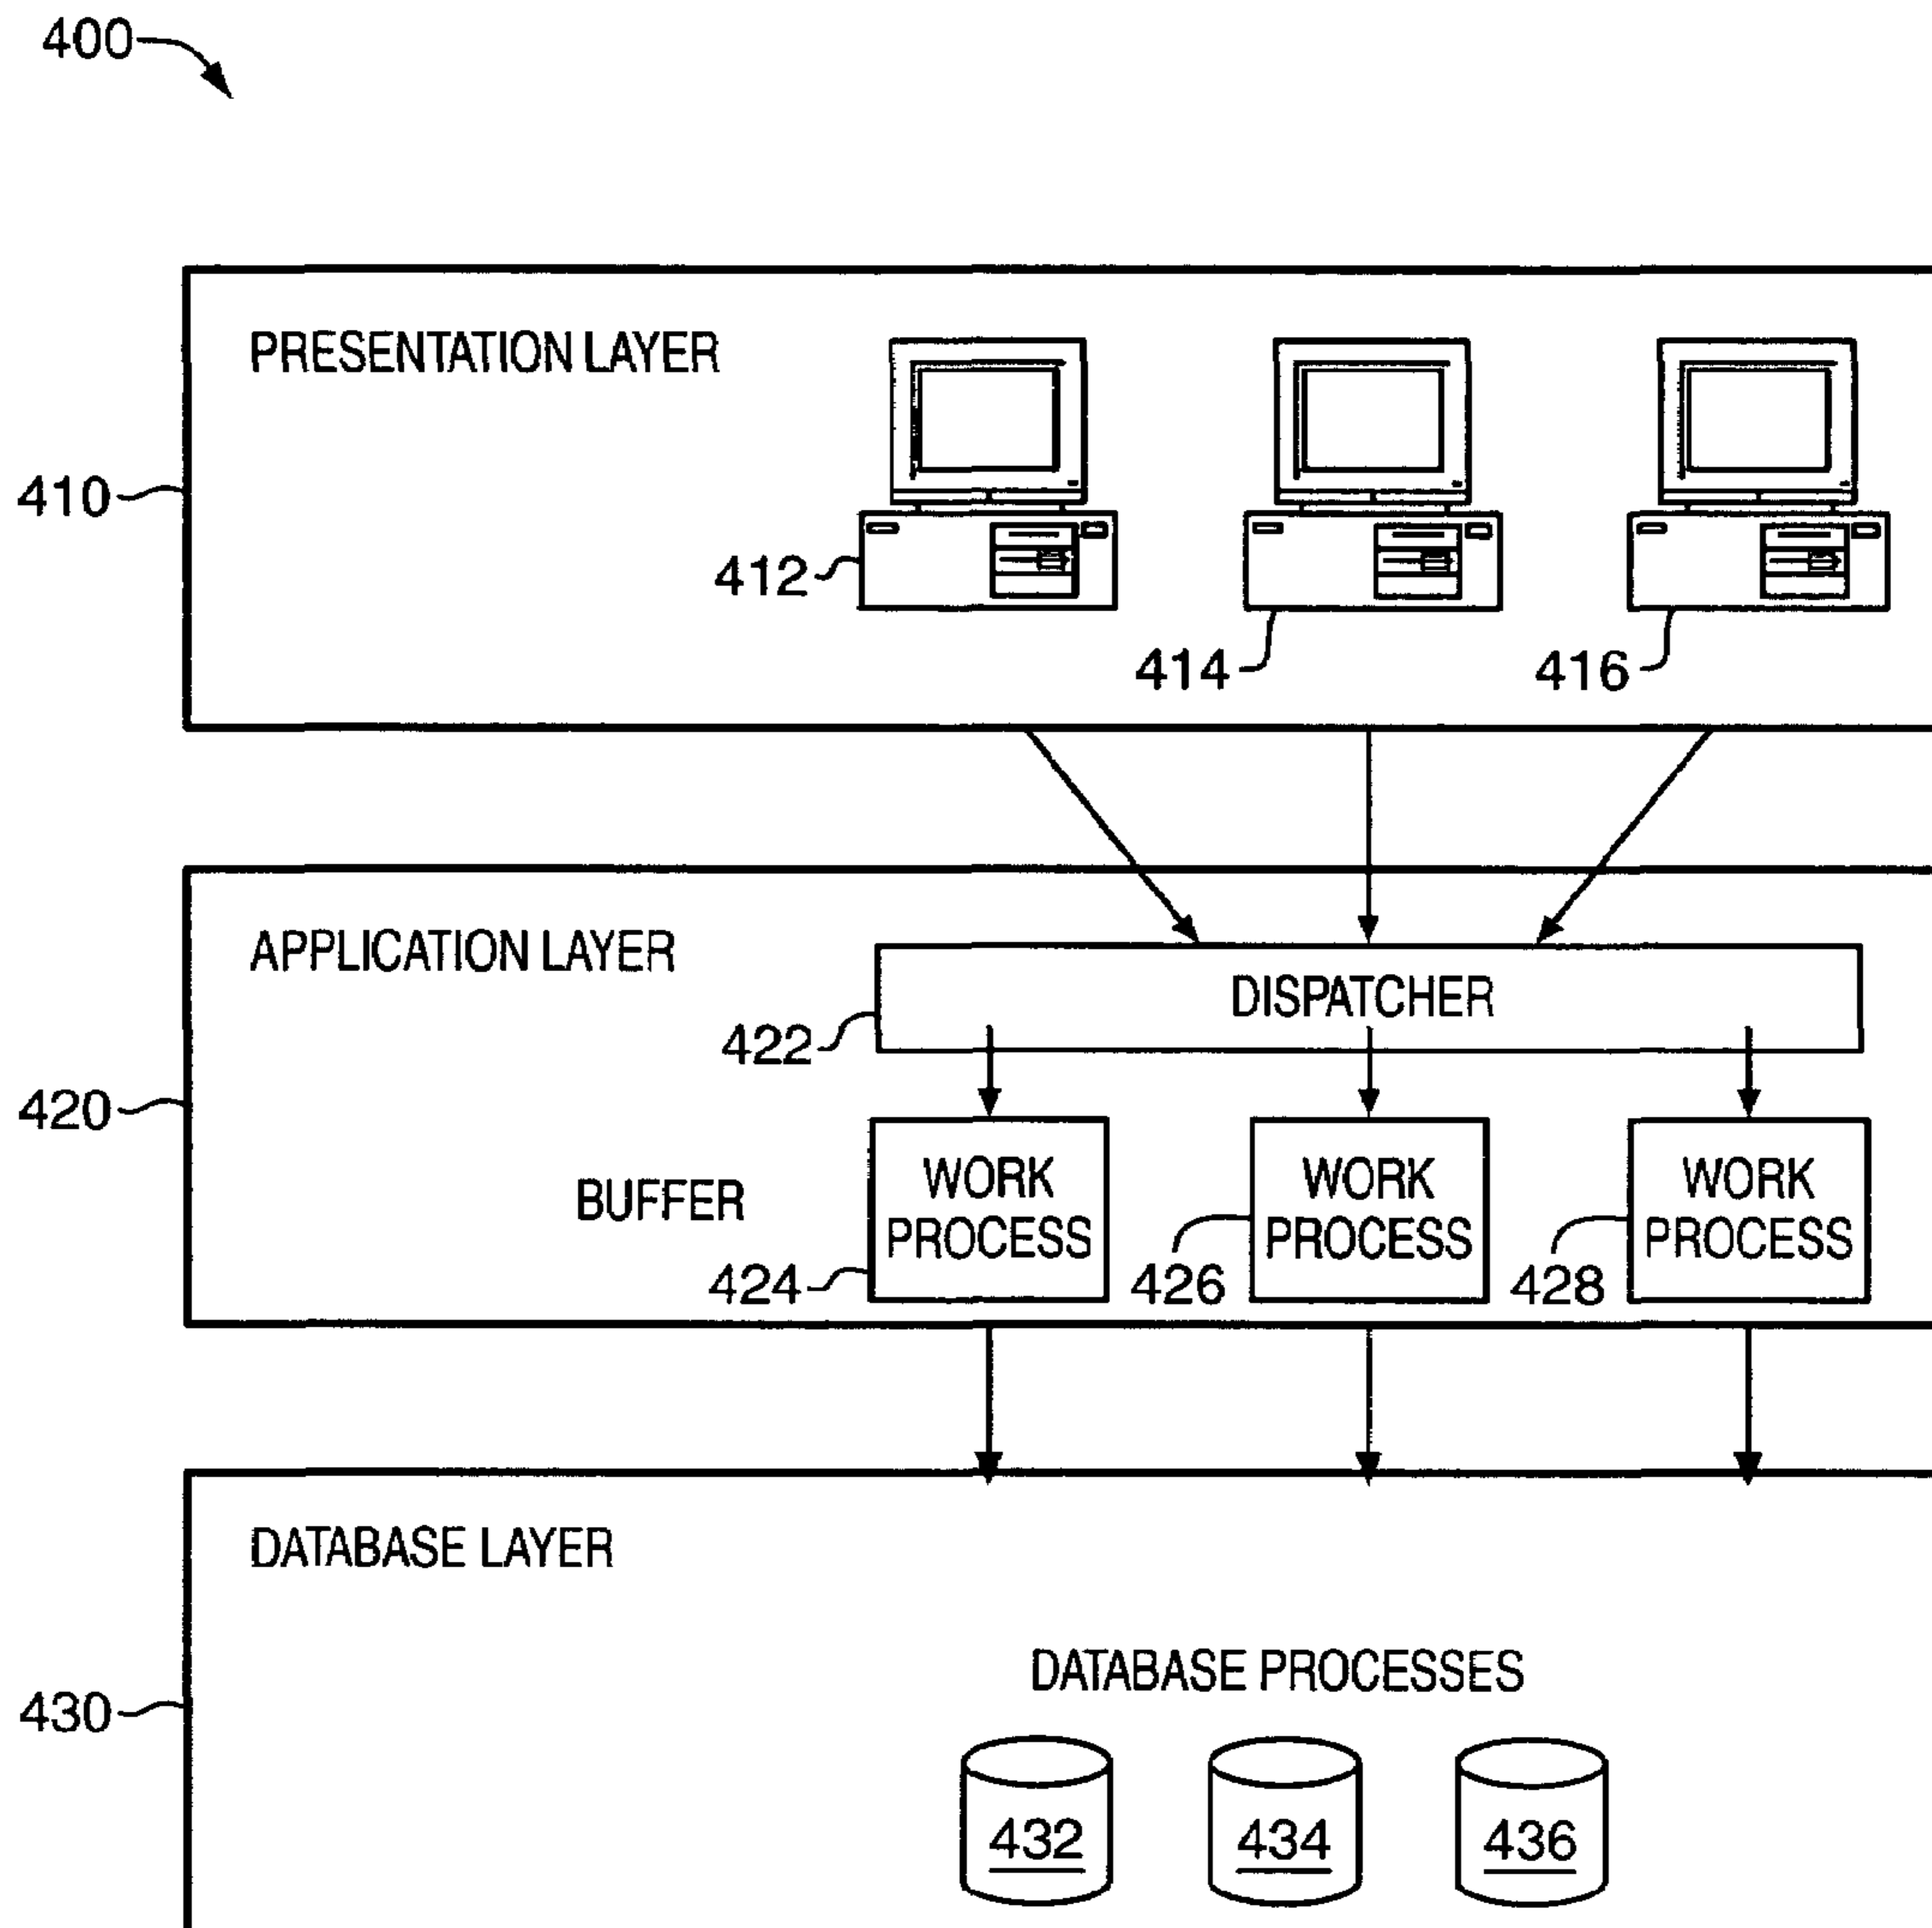 400
PRESENTATION LAYER
410
412
414
416
APPLICATION LAYER
DISPATCHER
422
420
BUFFER
WORK
PROCESS
WORK
PROCESS
WORK
PROCESS
424
426
428
DATABASE LAYER
DATABASE PROCESSES
430
432
434
436